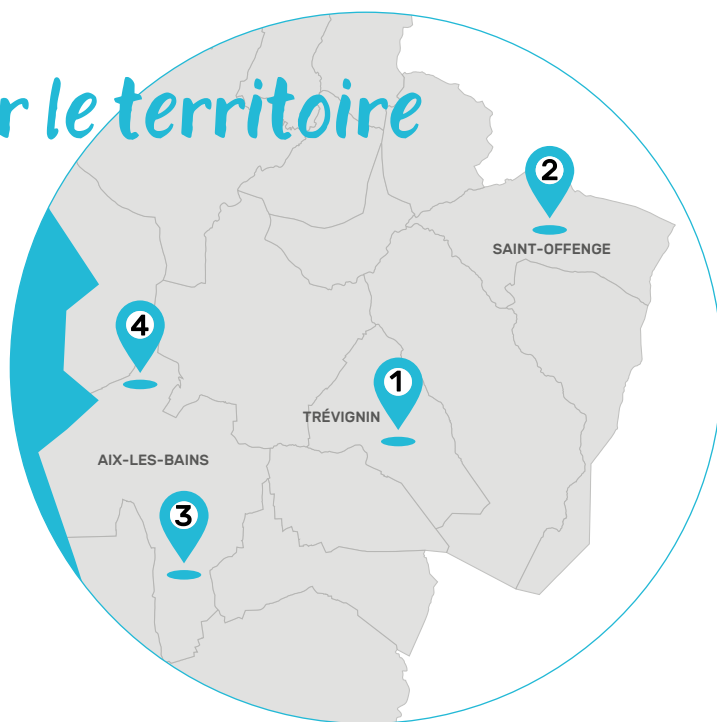 r le territoire
2
SAINT-OFFENGE
4
1
TRÉVIGNIN
AIX-LES-BAINS
3